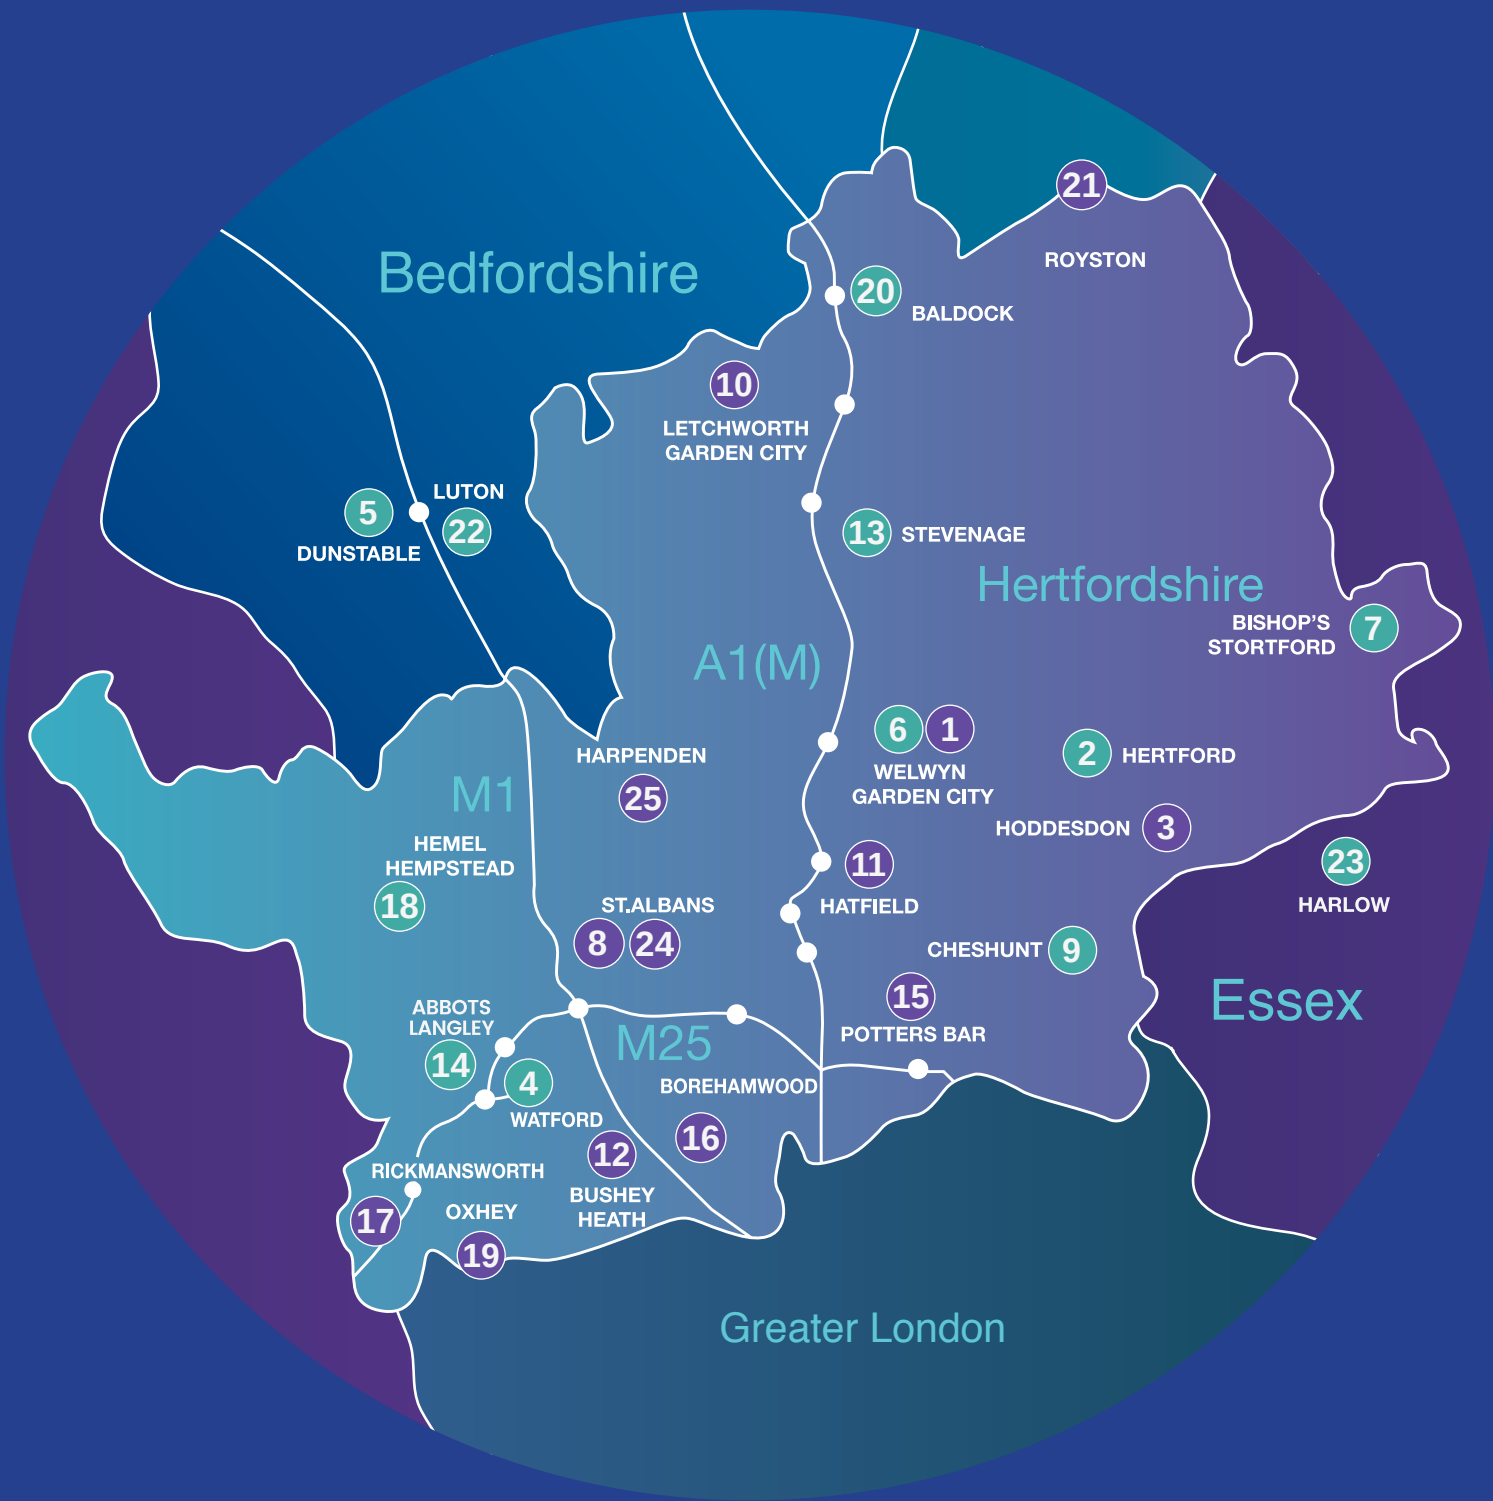 21
ROYSTON
Bedfordshire
20
BALDOCK
10
LETCHWORTH
GARDEN CITY
5
LUTON
22
DUNSTABLE
13
STEVENAGE
Hertfordshire
BISHOP'S
STORTFORD
7
A1(M)
6
1
WELWYN
GARDEN CITY
2
HERTFORD
HARPENDEN
25
M1
HODDESDON
3
HEMEL
HEMPSTEAD
18
11
HATFIELD
23
HARLOW
ST.ALBANS
8
24
CHESHUNT
9
15
POTTERS BAR
Essex
ABBOTS
LANGLEY
14
M25
4
WATFORD
BOREHAMWOOD
16
12
BUSHEY
HEATH
RICKMANSWORTH
17
OXHEY
19
Greater London